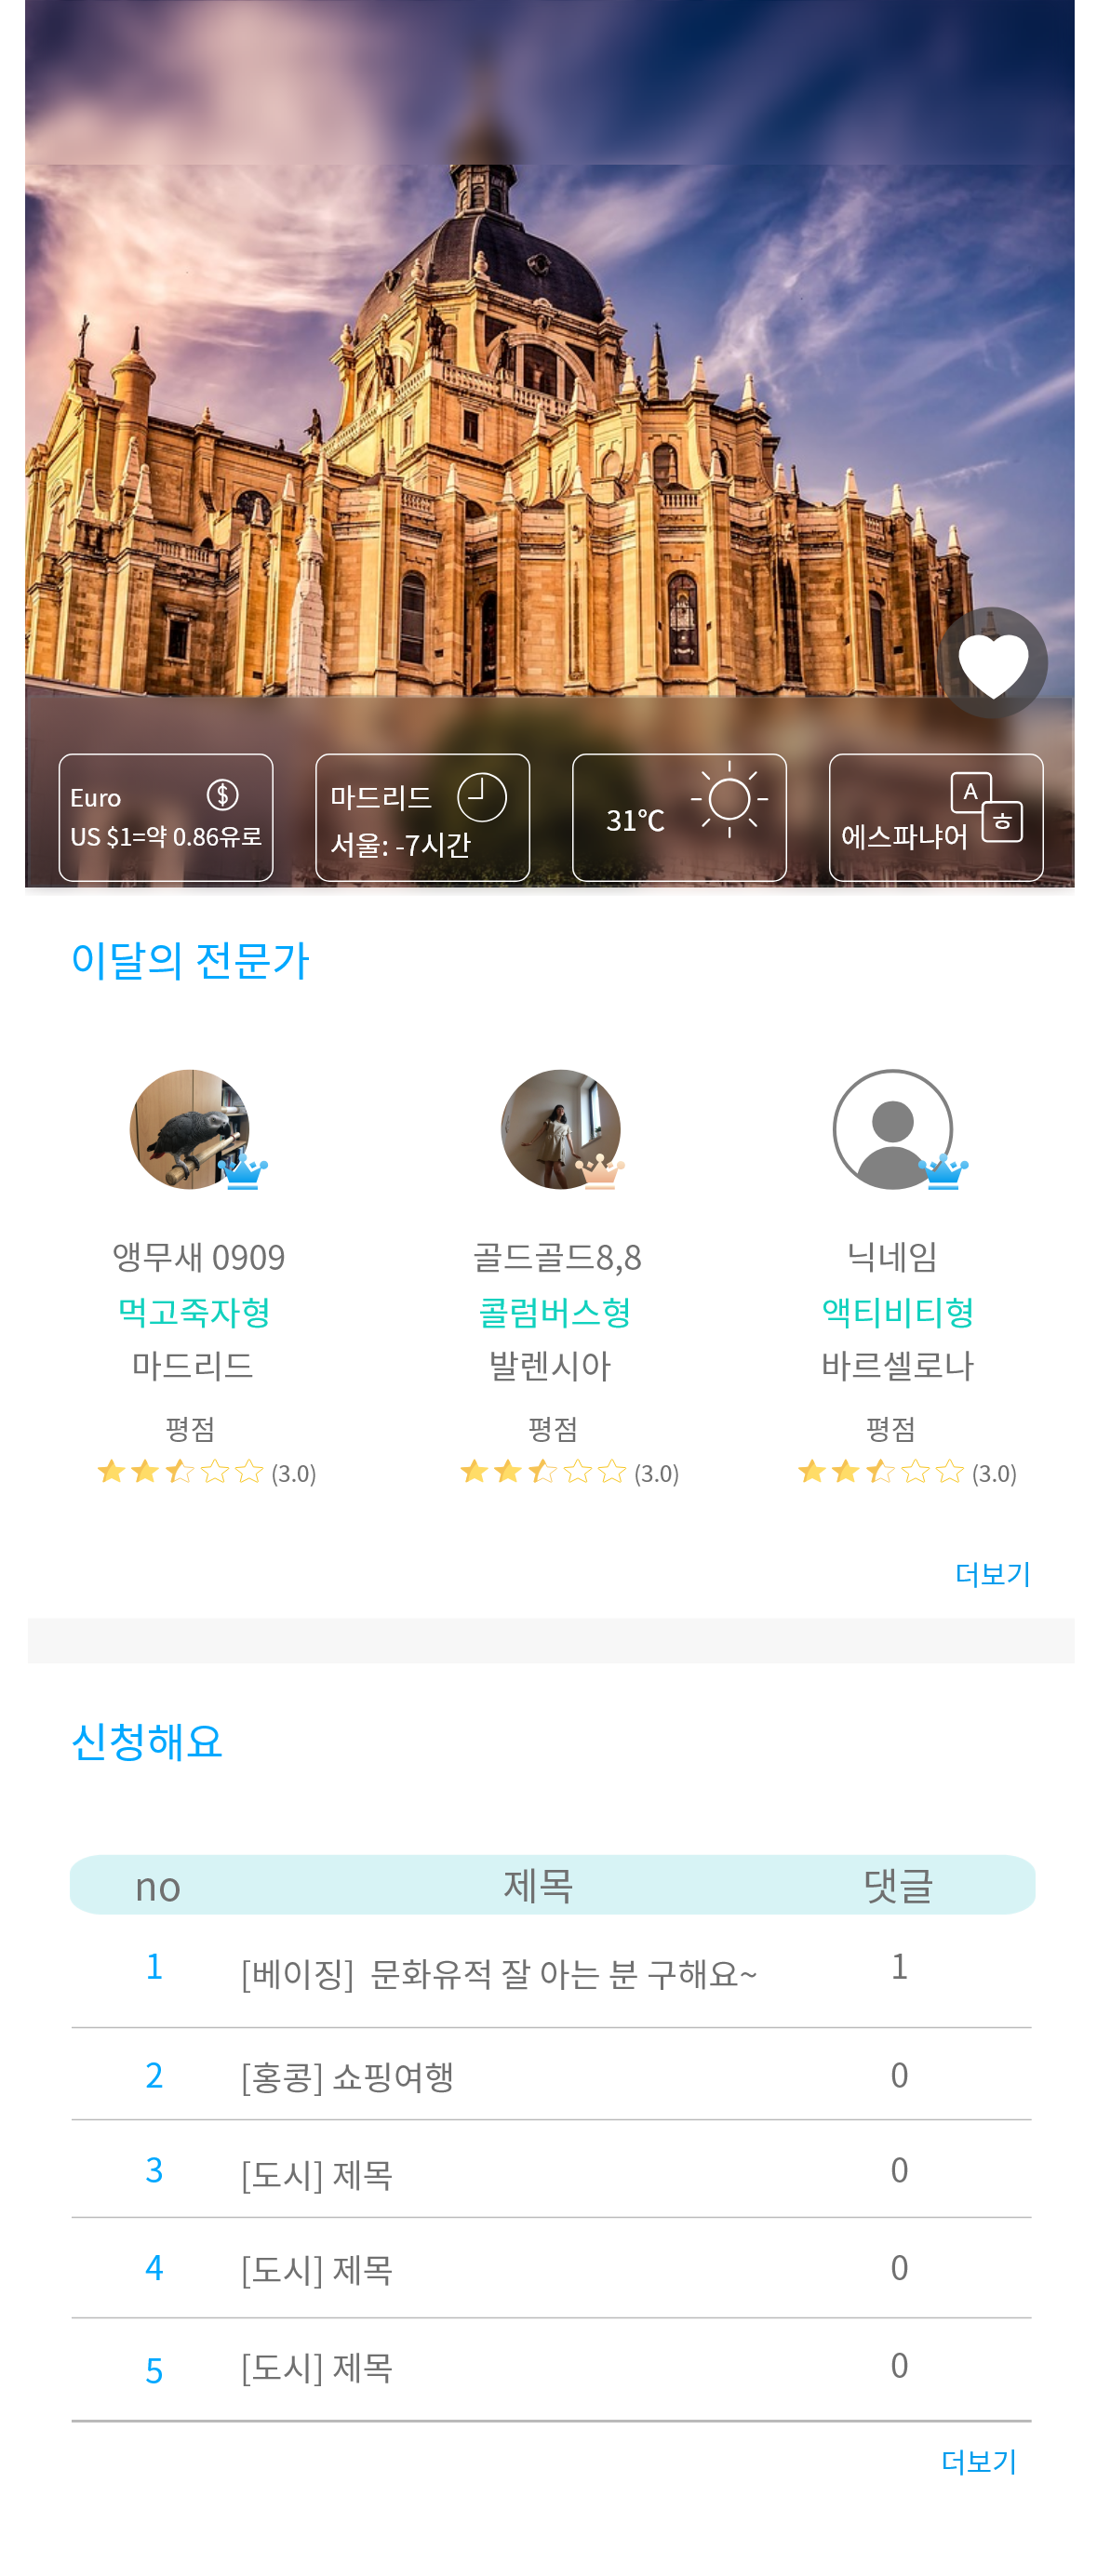 Euro
US $1=약 0.86유로
마드리드
서울: -7시간
31℃
A
ㅎ
에스파냐어
이달의 전문가
앵무새 0909
골드골드8,8
닉네임
먹고죽자형
콜럼버스형
액티비티형
마드리드
발렌시아
바르셀로나
평점
평점
평점
(3.0)
(3.0)
(3.0)
더보기
신청해요
no 제목 댓글
1 [베이징] 문화유적 잘 아는 분 구해요~ 1
2 [홍콩] 쇼핑여행 0
3 [도시] 제목 0
4 [도시] 제목 0
5 [도시] 제목 0
더보기